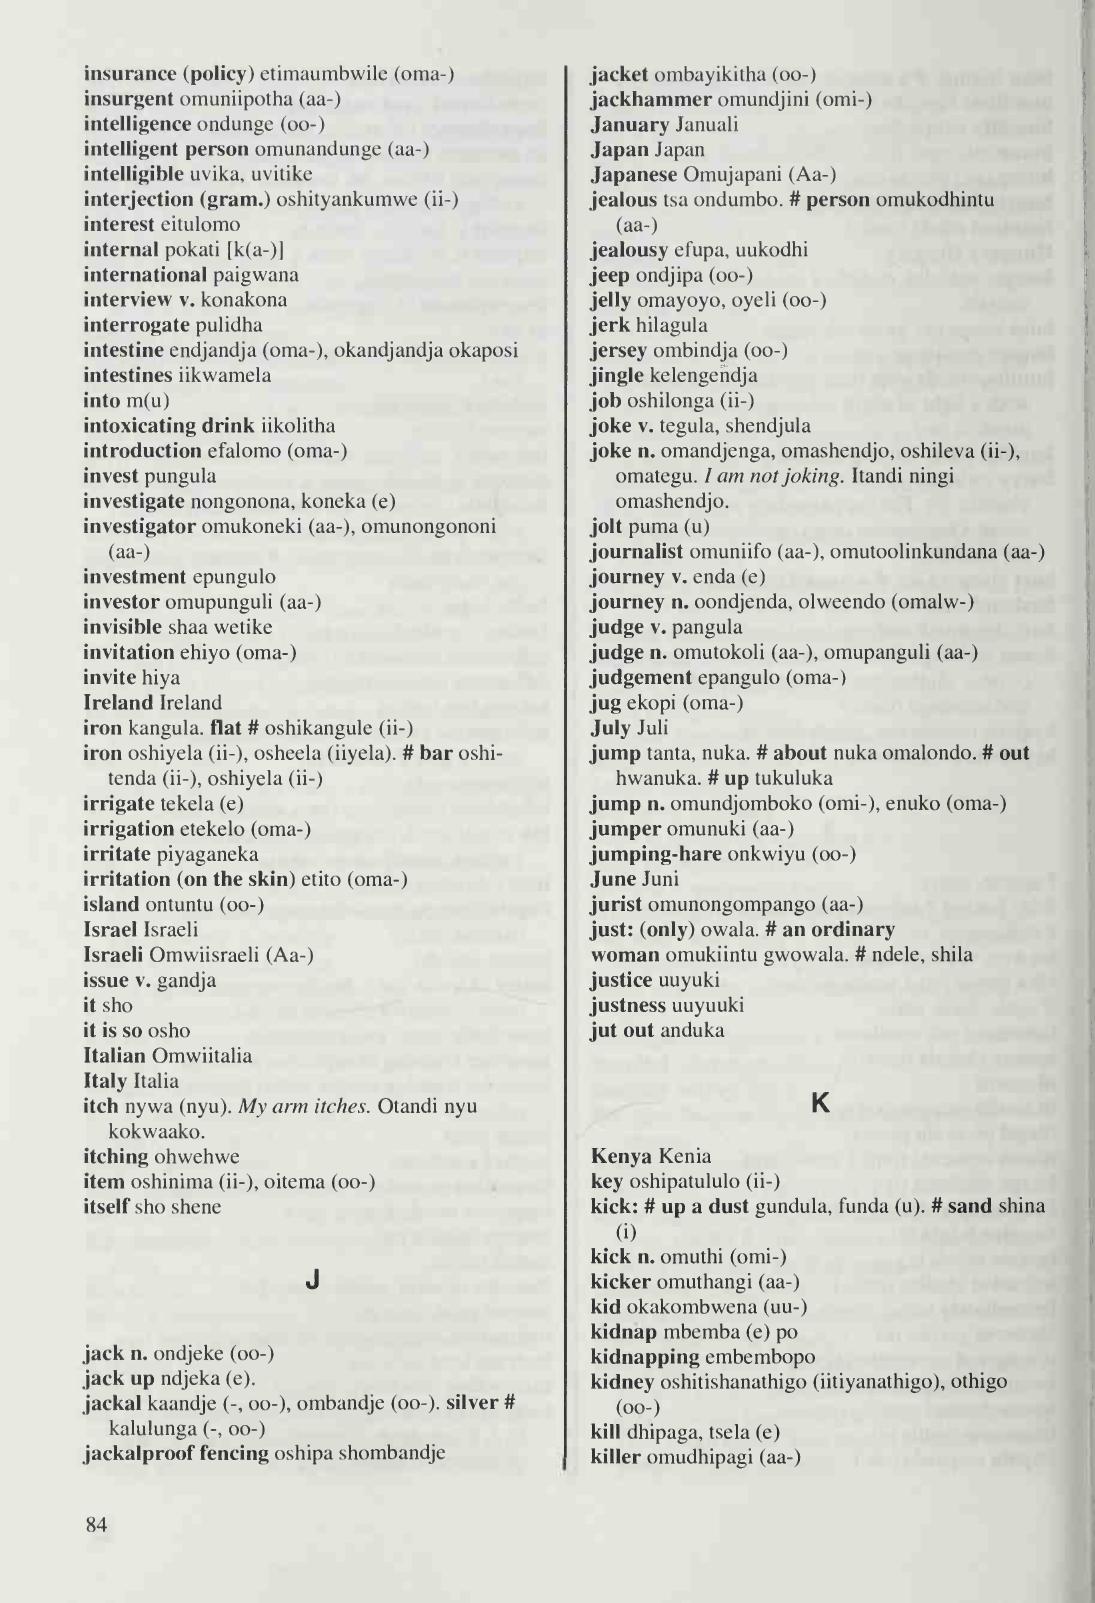 insurance (policy) etimaumbwile (oma-)
insurgent omuniipotha (aa-)
intelligence ondunge (oo-)
intelligent person omunandunge (aa-)
intelligible uvika, uvitike
interjection (gram.) oshityankumwe (ii-)
interest eitulomo
internal pokati [k(a-)]
international paigwana
interview v. konakona
interrogate pulidha
intestine endjandja (oma-), okandjandja okaposi
intestines iikwamela
into m(u)
intoxicating drink iikolitha
introduction efalomo (oma-)
invest pungula
investigate nongonona, koneka (e)
investigator omukoneki (aa-), omunongononi
(aa-)
investment epungulo
investor omupunguli (aa-)
invisible shaa wetike
invitation ehiyo (oma-)
invite hiya
Ireland Ireland
iron kangula. flat # oshikangule (ii-)
iron oshiyela (ii-), osheela (iiyela). # bar oshi-
tenda (ii-), oshiyela (ii-)
irrigate tekela (e)
irrigation etekelo (oma-)
irritate piyaganeka
irritation (on the skin) etito (oma-)
island ontuntu (oo-)
Israel Israeli
Israeli Omwiisraeli (Aa-)
issue v. gandja
it sho
it is so osho
Italian Omwiitalia
Italy Italia
itch nywa (nyu). My arm itches. Otandi nyu
kokwaako.
itching ohwehwe
item oshinima (ii-), oitema (oo-)
itself sho shene
J
jack n. ondjeke (oo-)
jack up ndjeka (e).
jackal kaandje (-, oo-), ombandje (oo-). silver #
kalulunga (-, oo-)
jackalproof fencing oshipa shombandje
84
jacket ombayikitha (oo-)
jackhammer omundjini (omi-)
January Januali
Japan Japan
Japanese Omujapani (Aa-)
jealous tsa ondumbo. # person omukodhintu
(aa-)
jealousy efupa, uukodhi
jeep ondjipa (oo-)
jelly omayoyo, oyeli (oo-)
jerk hilagula
jersey ombindja (oo-)
jingle kelengendja
job oshilonga (ii-)
joke v. tegula, shendjula
joke n. omandjenga, omashendjo, oshileva (ii-),
omategu. I am not joking. Itandi ningi
omashendjo.
jolt puma (u)
journalist omuniifo (aa-), omutoolinkundana (aa-)
journey v. enda (e)
journey n. oondjenda, olweendo (omalw-)
judge v. pangula
judge n. omutokoli (aa-), omupanguli (aa-)
judgement epangulo (oma-)
jug ekopi (oma-)
July Juli
jump tanta, nuka. # about nuka omalondo. # out
hwanuka. # up tukuluka
jump n. omundjomboko (omi-), enuko (oma-)
jumper omunuki (aa-)
jumping-hare onkwiyu (oo-)
June Juni
jurist omunongompango (aa-)
just: (only) owala. # an ordinary
woman omukiintu gwowala. # ndele, shila
justice uuyuki
justness uuyuuki
jut out anduka
K
Kenya Kenia
key oshipatululo (ii-)
kick: # up a dust gundula, funda (u). # sand shina
(i)
kick n. omuthi (omi-)
kicker omuthangi (aa-)
kid okakombwena (uu-)
kidnap mbemba (e) po
kidnapping embembopo
kidney oshitishanathigo (iitiyanathigo), othigo
(oo-)
kill dhipaga, tsela (e)
killer omudhipagi (aa-)